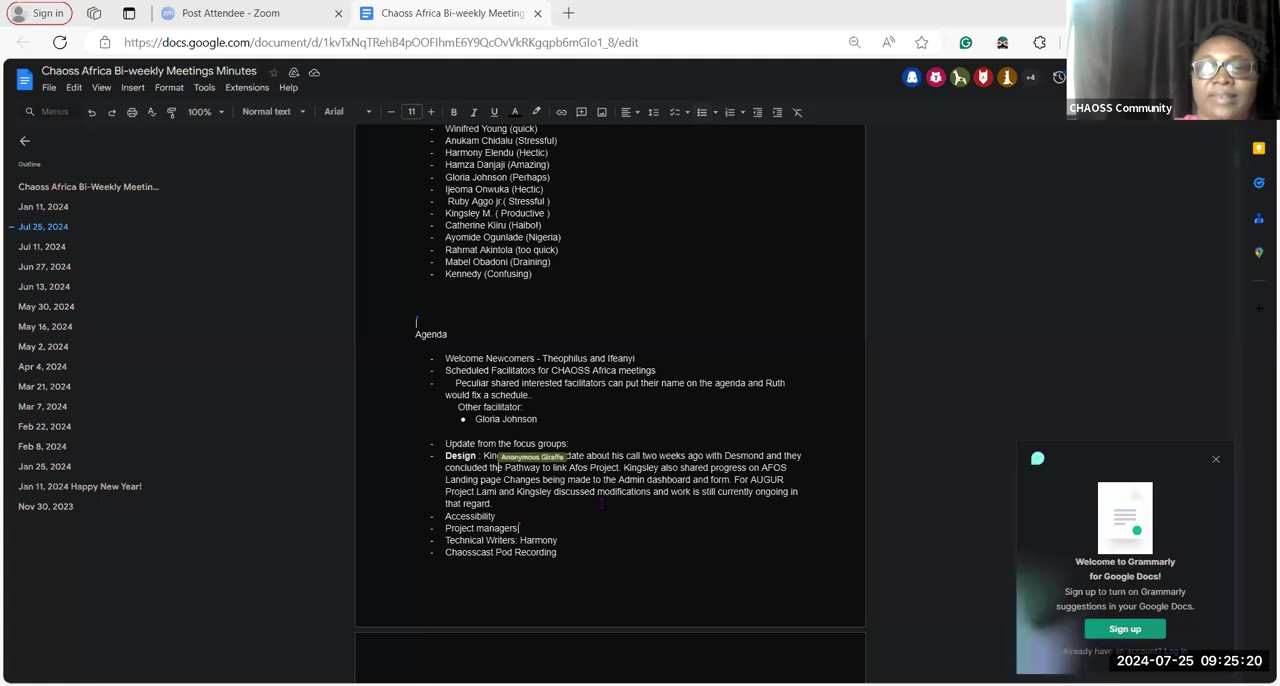 Sign in
Post Attendee - Zoom
Chaoss Africa Bi-weekly Meeting
https://docs.google.com/document/d/1kvTxNqTRehB4pOOFIhmE6Y9QcOvVkRKgqpb6mGIo1_8/edit
Chaoss Africa Bi-weekly Meetings Minutes
File Edit View Insert Format Tools Extensions Help
+4
CHAOSS Community
Menus 100% Normal text Arial 11
Outline
Chaoss Africa Bi-Weekly Meetin...
Jan 11, 2024
Jul 25, 2024
Jul 11, 2024
Jun 27, 2024
Jun 13, 2024
May 30, 2024
May 16, 2024
May 2, 2024
Apr 4, 2024
Mar 21, 2024
Mar 7, 2024
Feb 22, 2024
Feb 8, 2024
Jan 25, 2024
Jan 11, 2024 Happy New Year!
Nov 30, 2023
- Winifred Young (quick)
- Anukam Chidalu (Stressful)
- Harmony Elendu (Hectic)
- Hamza Danjaji (Amazing)
- Gloria Johnson (Perhaps)
- Ijeoma Onwuka (Hectic)
- Ruby Aggo jr.( Stressful )
- Kingsley M. ( Productive )
- Catherine Kiiru (Haibo!)
- Ayomide Ogunlade (Nigeria)
- Rahmat Akintola (too quick)
- Mabel Obadoni (Draining)
- Kennedy (Confusing)
Agenda
- Welcome Newcomers - Theophilus and Ifeanyi
- Scheduled Facilitators for CHAOSS Africa meetings
- Peculiar shared interested facilitators can put their name on the agenda and Ruth
would fix a schedule..
Other facilitator:
● Gloria Johnson
- Update from the focus groups:
- Design : Anonymous Giraffe about his call two weeks ago with Desmond and they
concluded the Pathway to link Afos Project. Kingsley also shared progress on AFOS
Landing page Changes being made to the Admin dashboard and form. For AUGUR
Project Lami and Kingsley discussed modifications and work is still currently ongoing in
that regard.
- Accessibility
- Project managers
- Technical Writers: Harmony
- Chaosscast Pod Recording
Welcome to Grammarly
for Google Docs!
Sign up to turn on Grammarly
suggestions in your Google Docs.
Sign up
Already have an account? Log in
2024-07-25 09:25:20